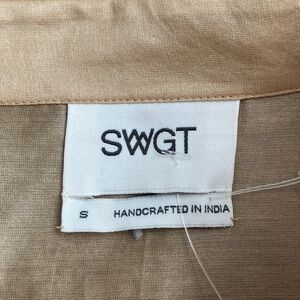 SWGT
S HANDCRAFTED IN INDIA